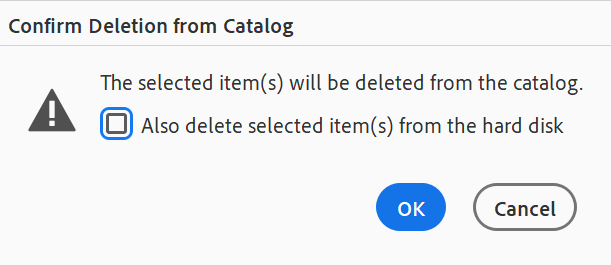 Confirm Deletion from Catalog
The selected item(s) will be deleted from the catalog.
Also delete selected item(s) from the hard disk
OK
Cancel